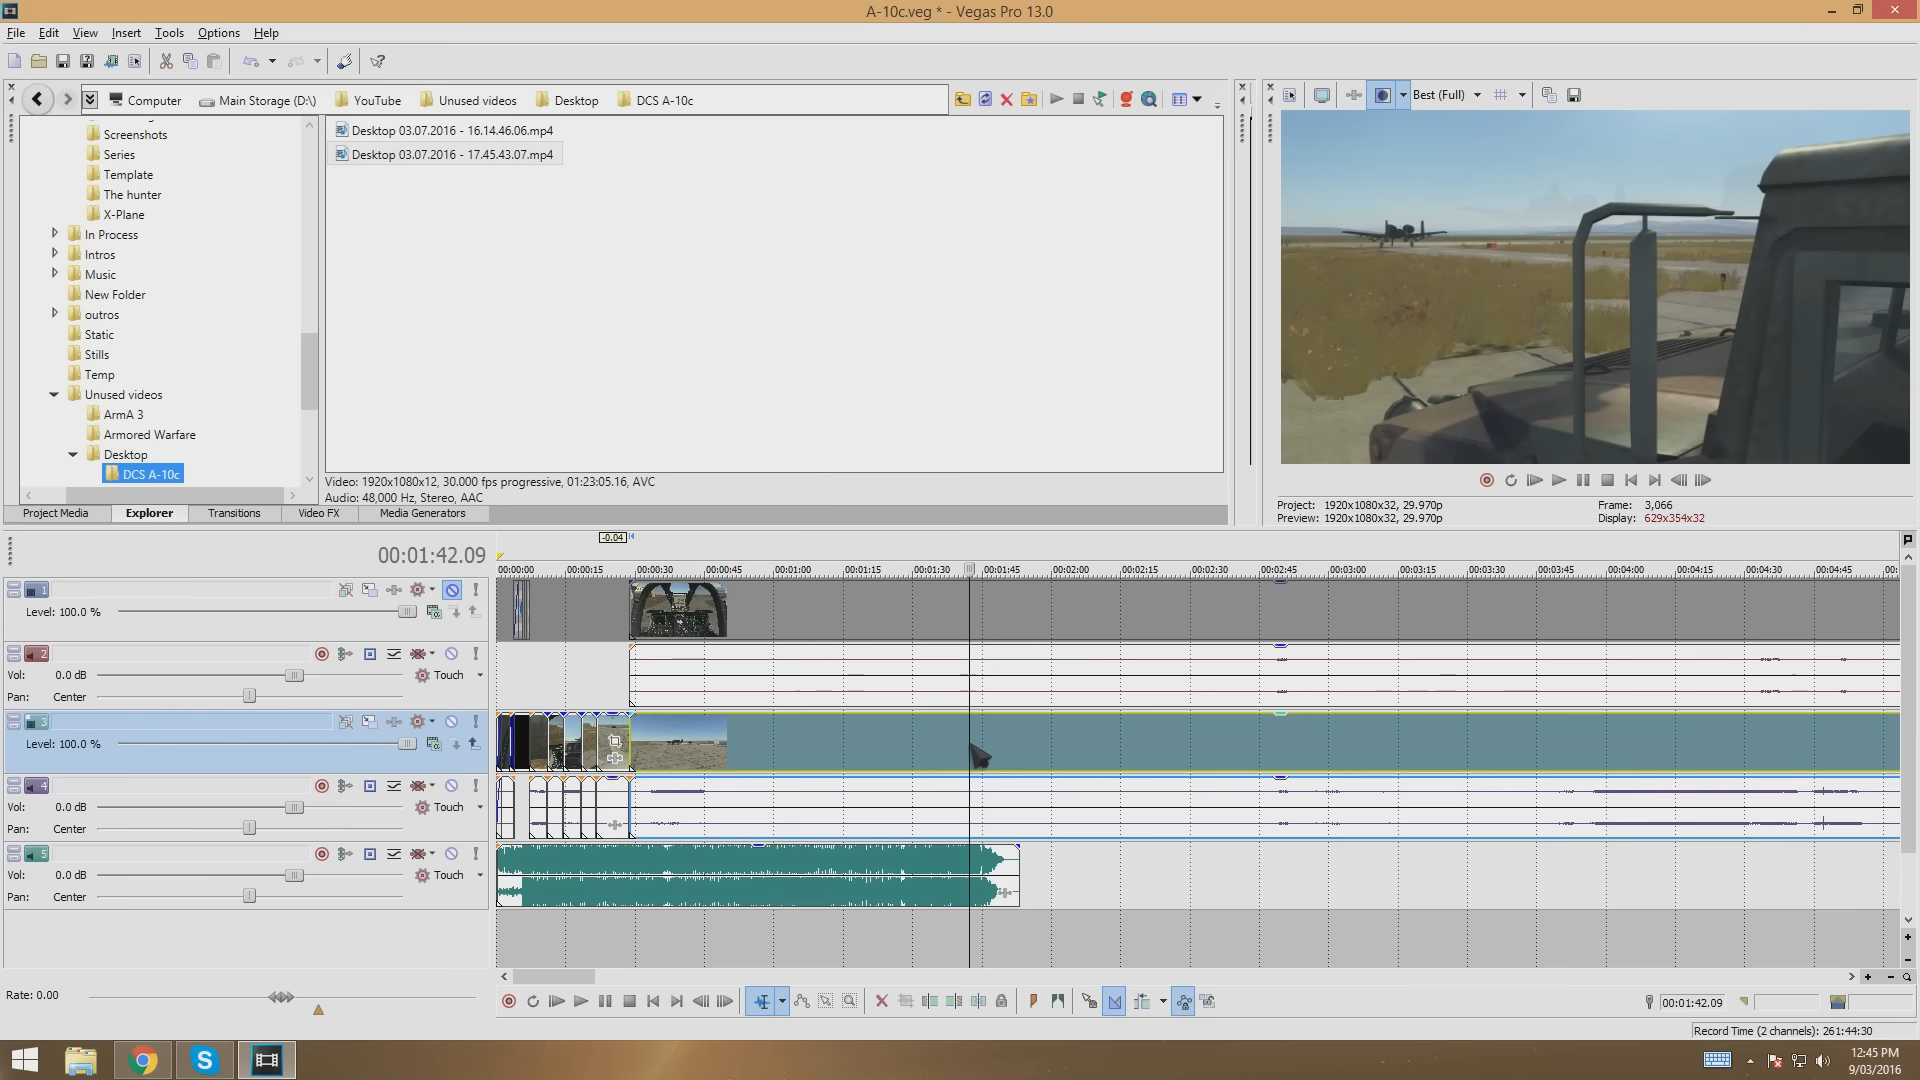 A-10c.veg * - Vegas Pro 13.0
File Edit View Insert Tools Options Help
Computer Main Storage (D:\) YouTube Unused videos Desktop DCS A-10c
Best (Full)
Screenshots
Series
Template
The hunter
X-Plane
In Process
Intros
Music
New Folder
outros
Static
Stills
Temp
Unused videos
ArmA 3
Armored Warfare
Desktop
DCS A-10c
Desktop 03.07.2016 - 16.14.46.06.mp4
Desktop 03.07.2016 - 17.45.43.07.mp4
Video: 1920x1080x12, 30.000 fps progressive, 01:23:05.16, AVC
Audio: 48,000 Hz, Stereo, AAC
Project Media Explorer Transitions Video FX Media Generators
Project: 1920x1080x32, 29.970p Frame: 3,066
Preview: 1920x1080x32, 29.970p Display: 629x354x32
-0.04
00:01:42.09
00:00:00 00:00:15 00:00:30 00:00:45 00:01:00 00:01:15 00:01:30 00:01:45 00:02:00 00:02:15 00:02:30 00:02:45 00:03:00 00:03:15 00:03:30 00:03:45 00:04:00 00:04:15 00:04:30 00:04:45 00:
1
Level: 100.0 %
2
Vol: 0.0 dB Touch
Pan: Center
3
Level: 100.0 %
4
Vol: 0.0 dB Touch
Pan: Center
5
Vol: 0.0 dB Touch
Pan: Center
Rate: 0.00
00:01:42.09
Record Time (2 channels): 261:44:30
12:45 PM
9/03/2016